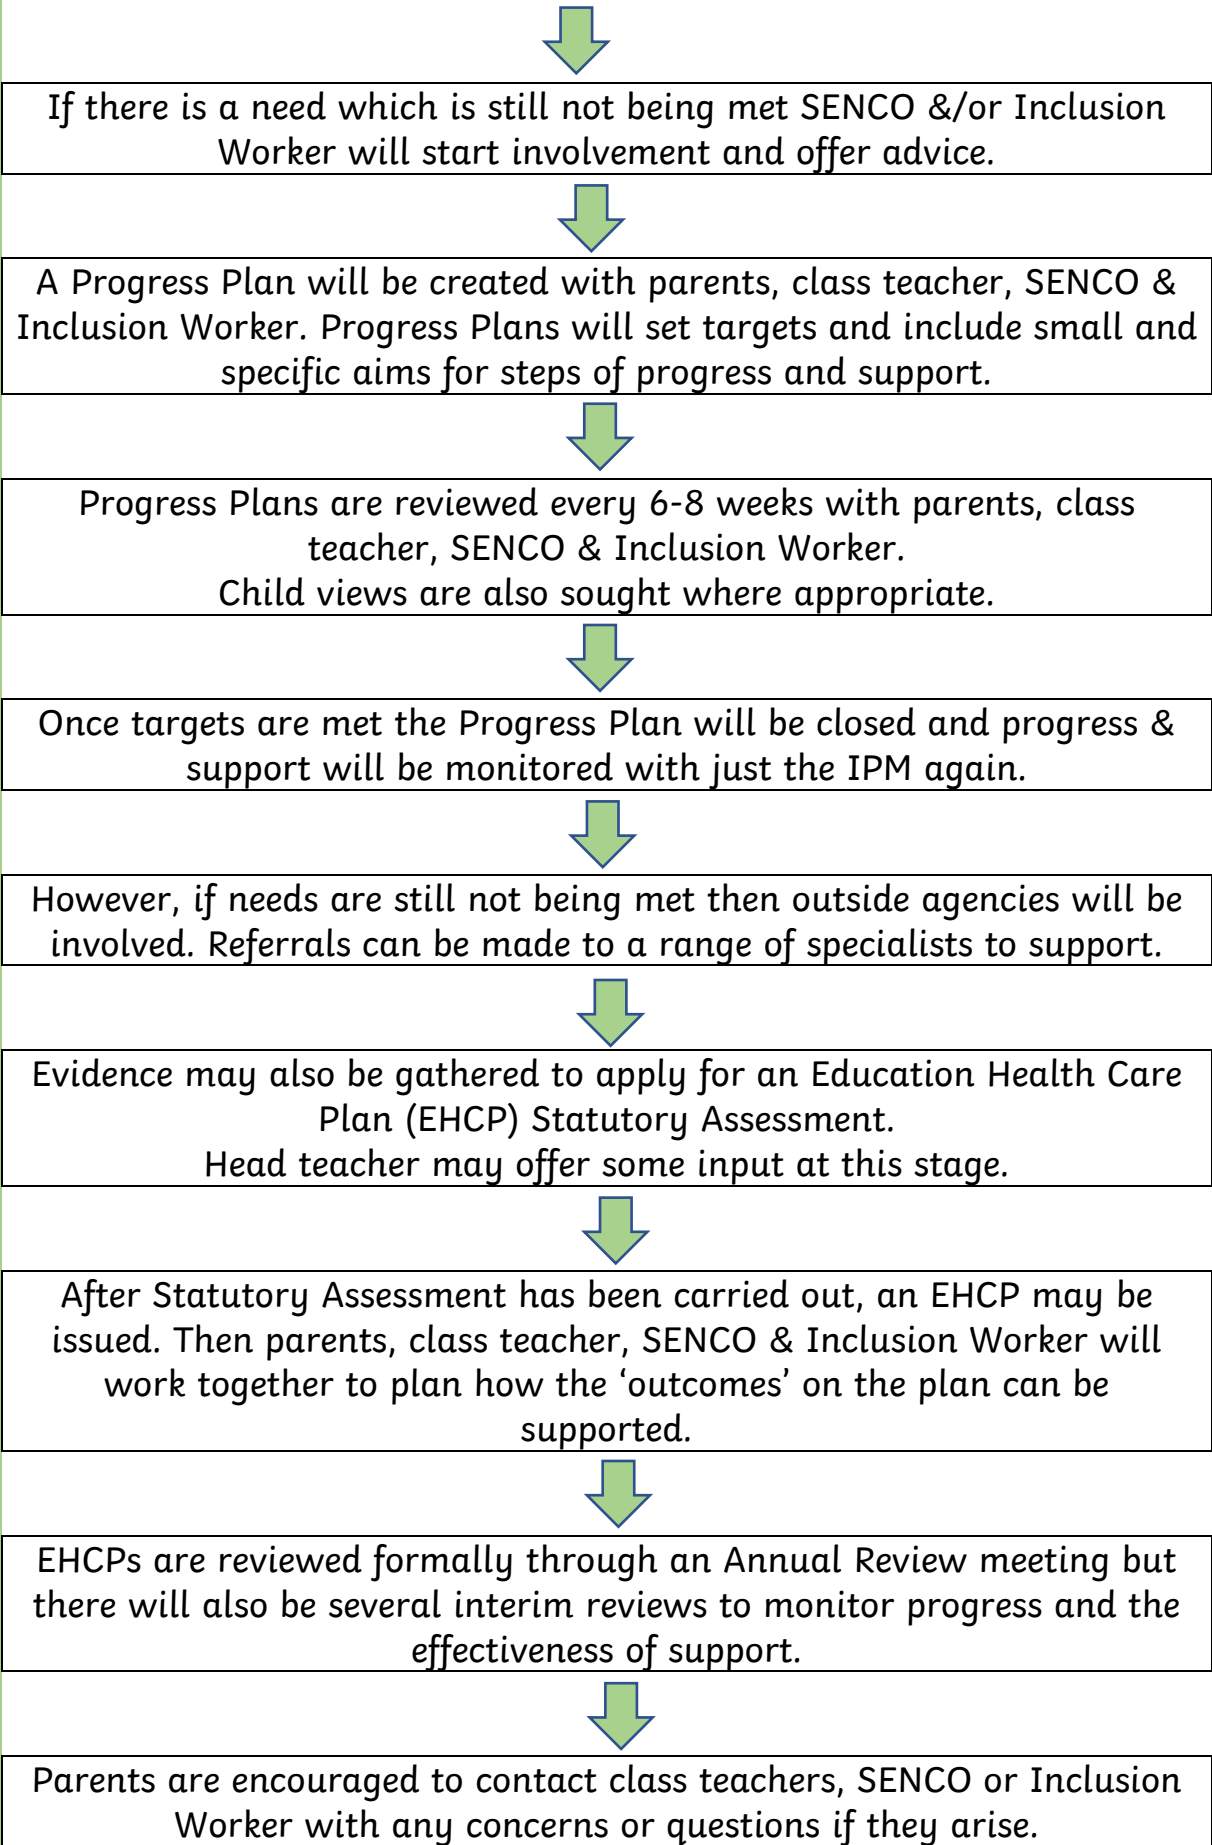 If there is a need which is still not being met SENCO &/or Inclusion
Worker will start involvement and offer advice.
A Progress Plan will be created with parents, class teacher, SENCO &
Inclusion Worker. Progress Plans will set targets and include small and
specific aims for steps of progress and support.
Progress Plans are reviewed every 6-8 weeks with parents, class
teacher, SENCO & Inclusion Worker.
Child views are also sought where appropriate.
Once targets are met the Progress Plan will be closed and progress &
support will be monitored with just the IPM again.
However, if needs are still not being met then outside agencies will be
involved. Referrals can be made to a range of specialists to support.
Evidence may also be gathered to apply for an Education Health Care
Plan (EHCP) Statutory Assessment.
Head teacher may offer some input at this stage.
After Statutory Assessment has been carried out, an EHCP may be
issued. Then parents, class teacher, SENCO & Inclusion Worker will
work together to plan how the ‘outcomes’ on the plan can be
supported.
EHCPs are reviewed formally through an Annual Review meeting but
there will also be several interim reviews to monitor progress and the
effectiveness of support.
Parents are encouraged to contact class teachers, SENCO or Inclusion
Worker with any concerns or questions if they arise.